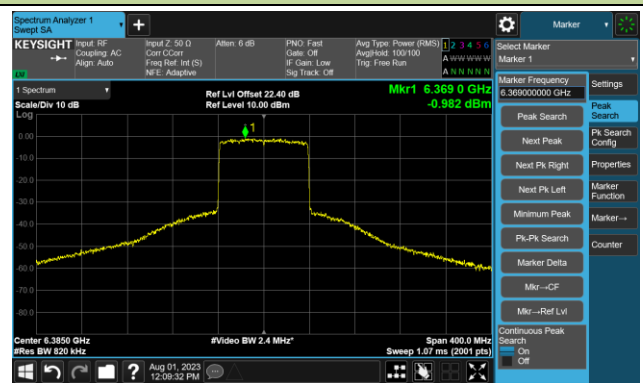 Spectrum Analyzer 1
Swept SA
Marker
KEYSIGHT
Input: RF
Coupling: AC
Align: Auto
Input Z: 50 Ω
Corr CCorr
Freq Ref: Int (S)
NFE: Adaptive
Atten: 6 dB
PNO: Fast
Gate: Off
IF Gain: Low
Sig Track: Off
Avg Type: Power (RMS)
Avg|Hold: 100/100
Trig: Free Run
1 2 3 4 5 6
A W W W W W
A N N N N N
Select Marker
Marker 1
1 Spectrum
Scale/Div 10 dB
Log
Ref Lvl Offset 22.40 dB
Ref Level 10.00 dBm
Mkr1 6.369 0 GHz
-0.982 dBm
1
0.00
-10.0
-20.0
-30.0
-40.0
-50.0
-60.0
-70.0
-80.0
Center 6.3850 GHz
#Res BW 820 kHz
#Video BW 2.4 MHz*
Span 400.0 MHz
Sweep 1.07 ms (2001 pts)
Marker Frequency
6.369000000 GHz
Peak Search
Next Peak
Next Pk Right
Next Pk Left
Minimum Peak
Pk-Pk Search
Marker Delta
Mkr→CF
Mkr→Ref Lvl
Continuous Peak
Search
On
Off
Settings
Peak
Search
Pk Search
Config
Properties
Marker
Function
Marker→
Counter
?
Aug 01, 2023
12:09:32 PM